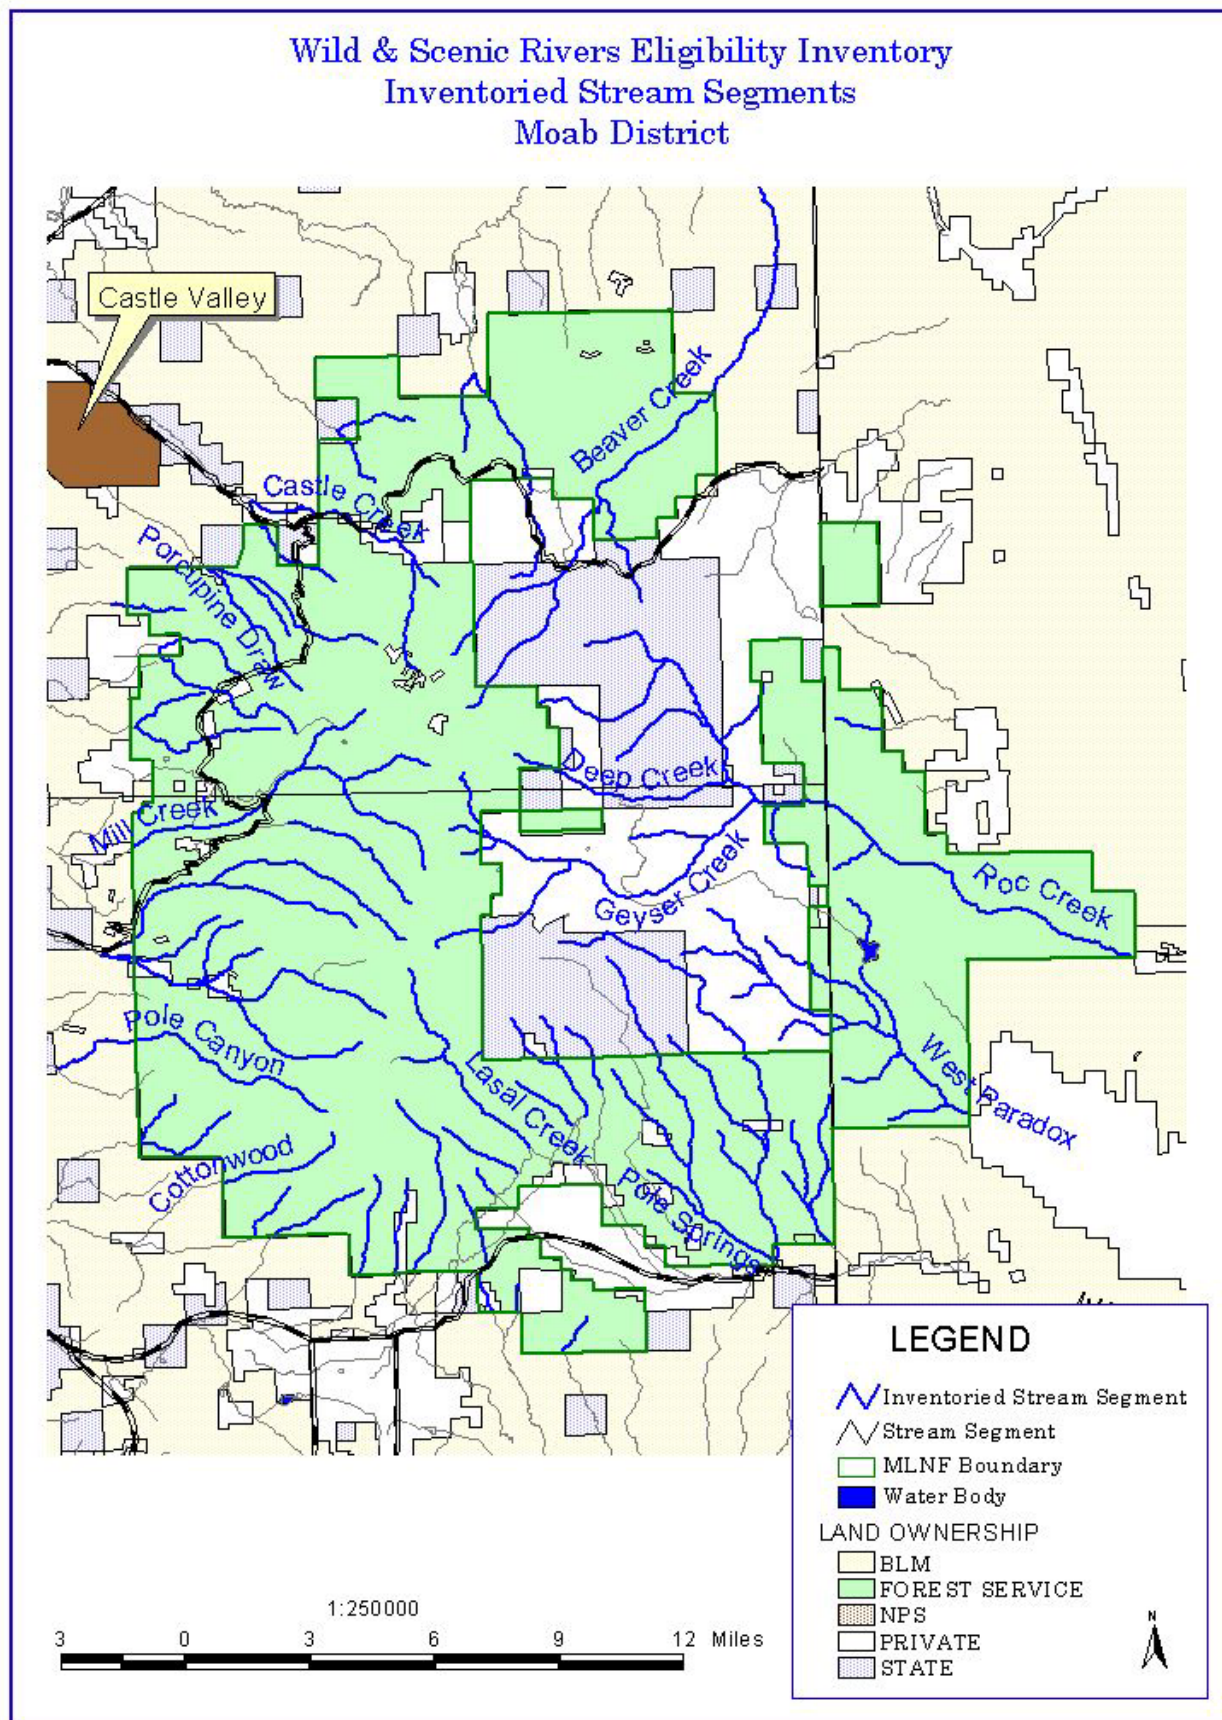 Wild & Scenic Rivers Eligibility Inventory
Inventoried Stream Segments
Moab District
Castle Valley
Beaver Creek
Castle Creek
Porcupine Draw
Deep Creek
Mill Creek
Geyser Creek
Roc Creek
Pole Canyon
Lasal Creek
West Paradox
Cottonwood
Pole Springs
LEGEND
Inventoried Stream Segment
Stream Segment
MLNF Boundary
Water Body
LAND OWNERSHIP
BLM
FOREST SERVICE
NPS
PRIVATE
STATE
N
1:250000
3 0 3 6 9 12 Miles